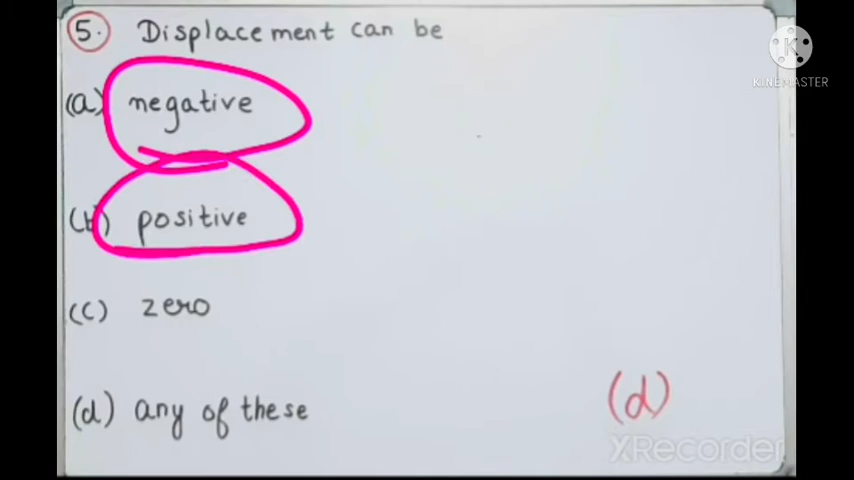 5. Displacement can be
K
KINEMASTER
(a) negative
(b) positive
(c) zero
(d) any of these
(d)
XRecorder